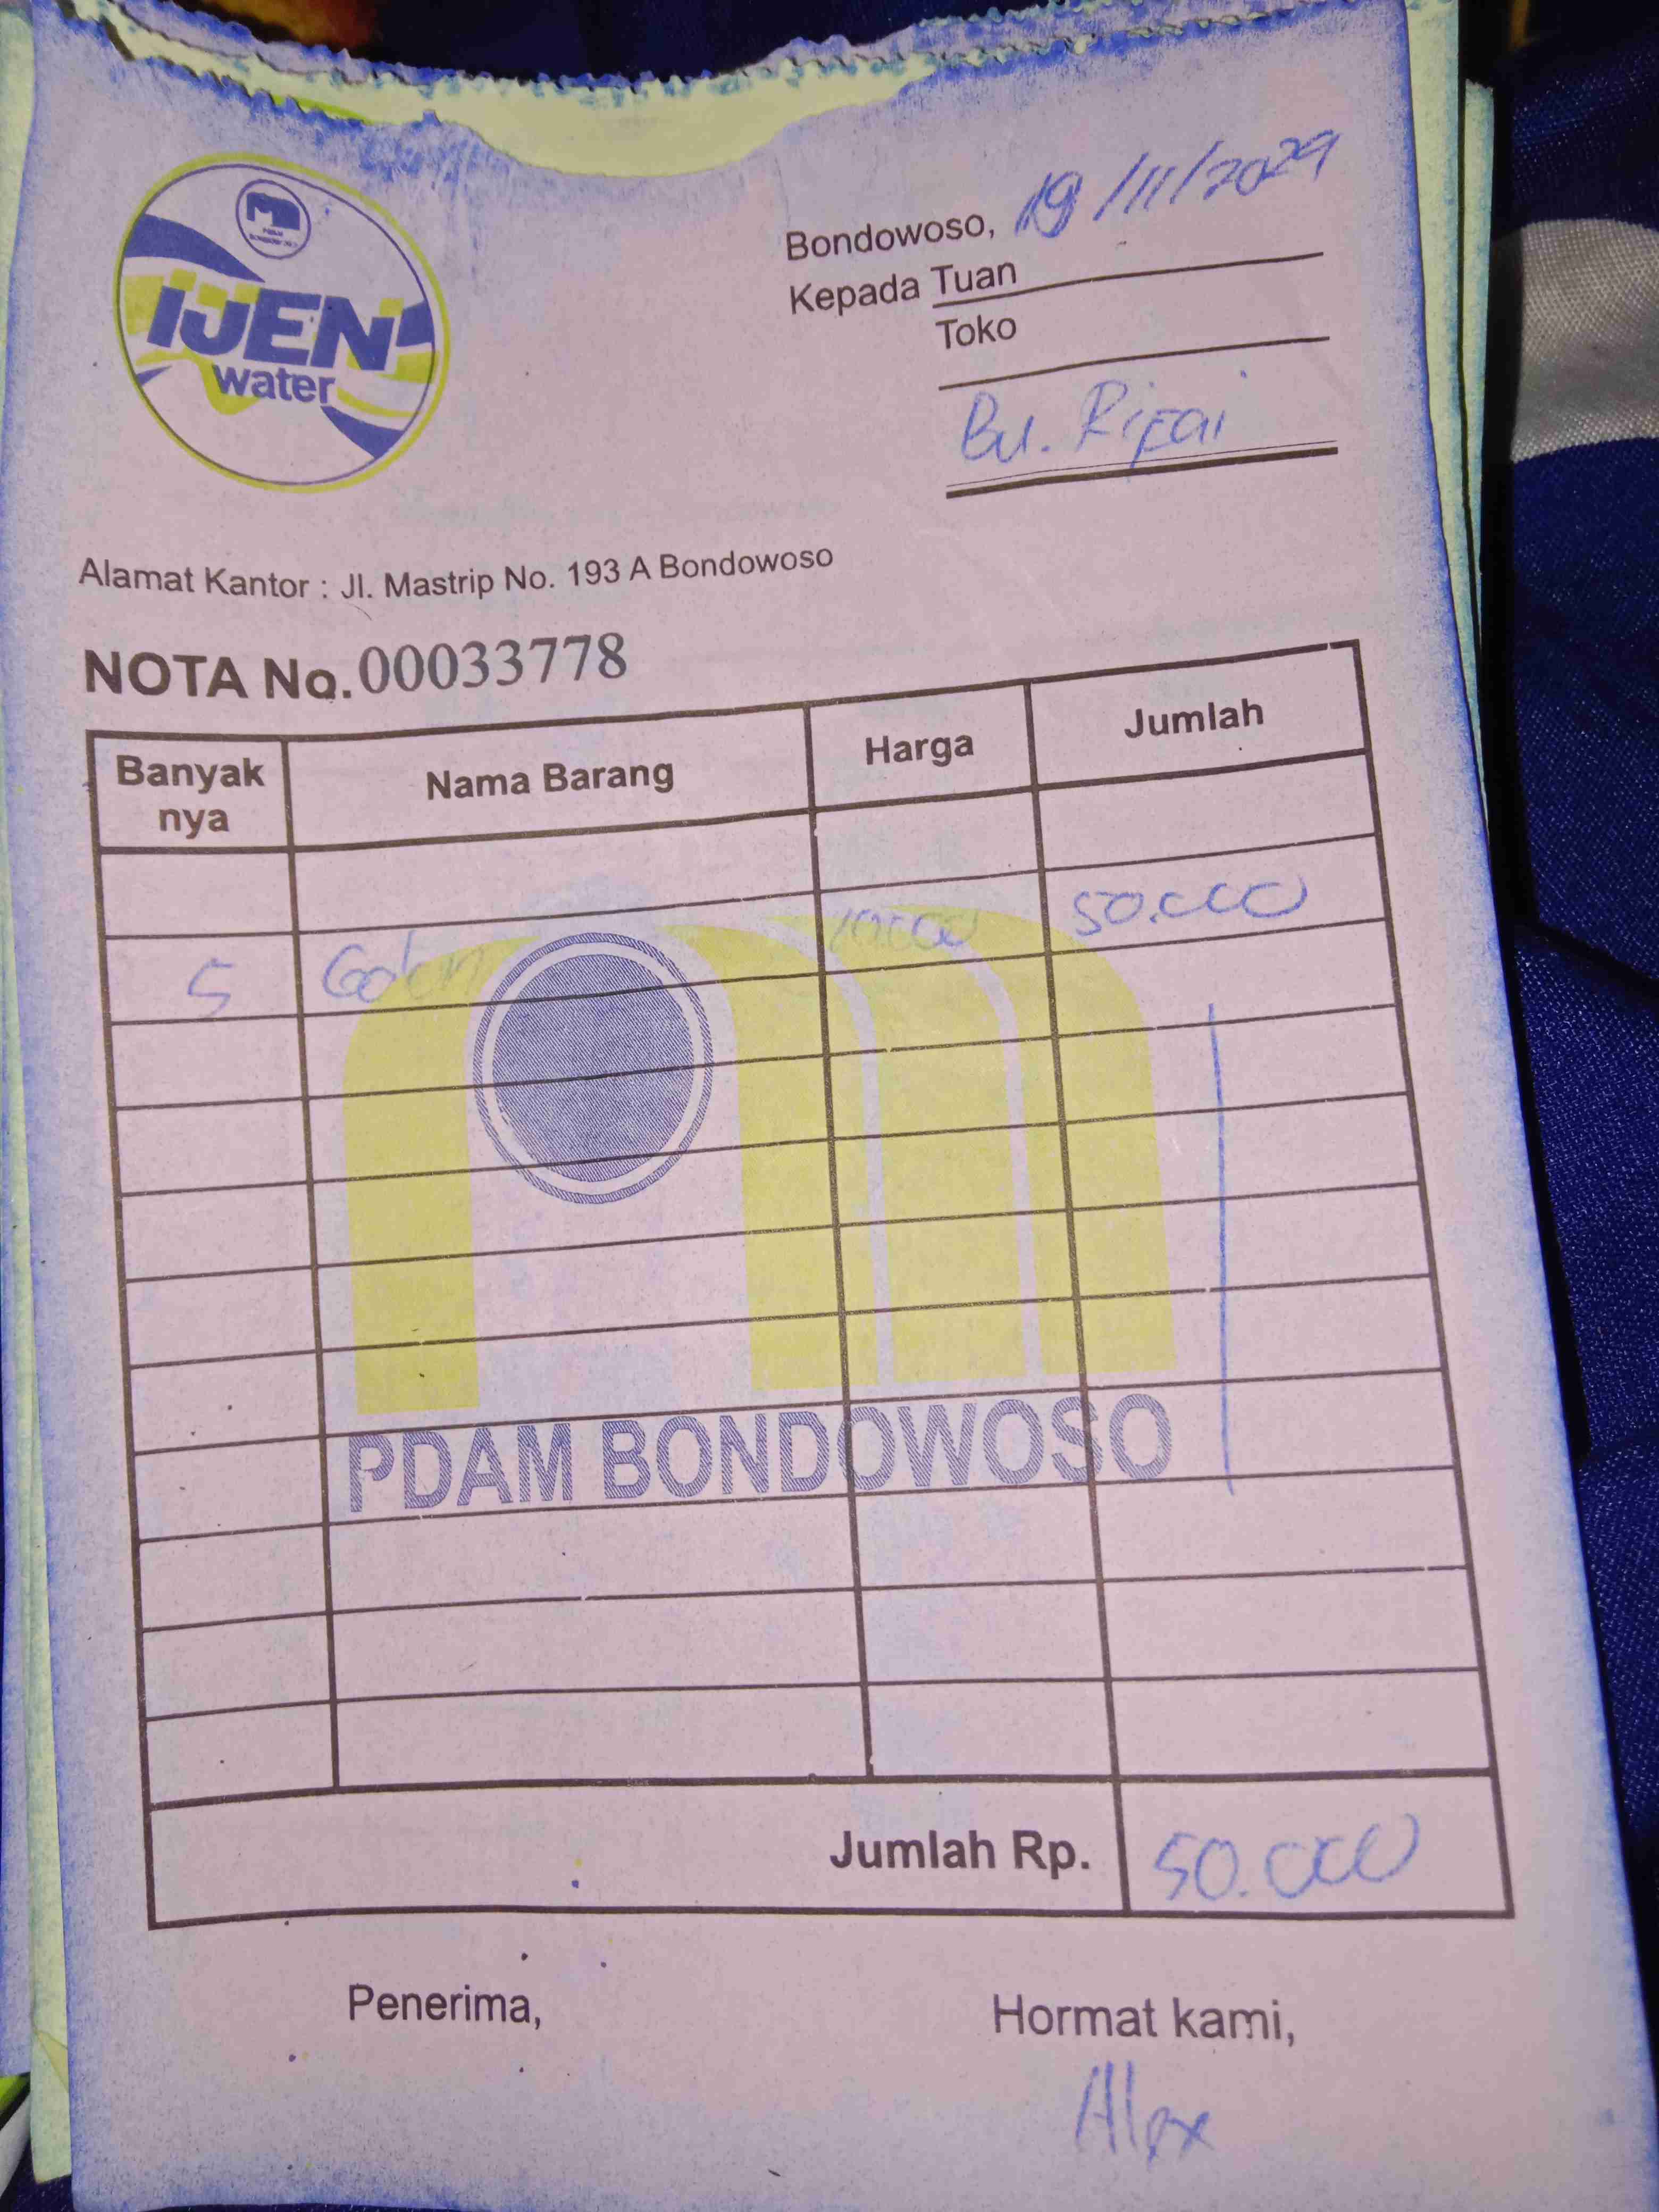 PDAM
BONDOWOSO
IJEN
water
Bondowoso, 19/11/2024
Kepada Tuan
Toko
Bu. Rifai
Alamat Kantor : Jl. Mastrip No. 193 A Bondowoso
NOTA No. 00033778
Banyak nya Nama Barang Harga Jumlah
5 Galon 10.000 50.000
PDAM BONDOWOSO
Jumlah Rp. 50.000
Penerima, Hormat kami,
Alex